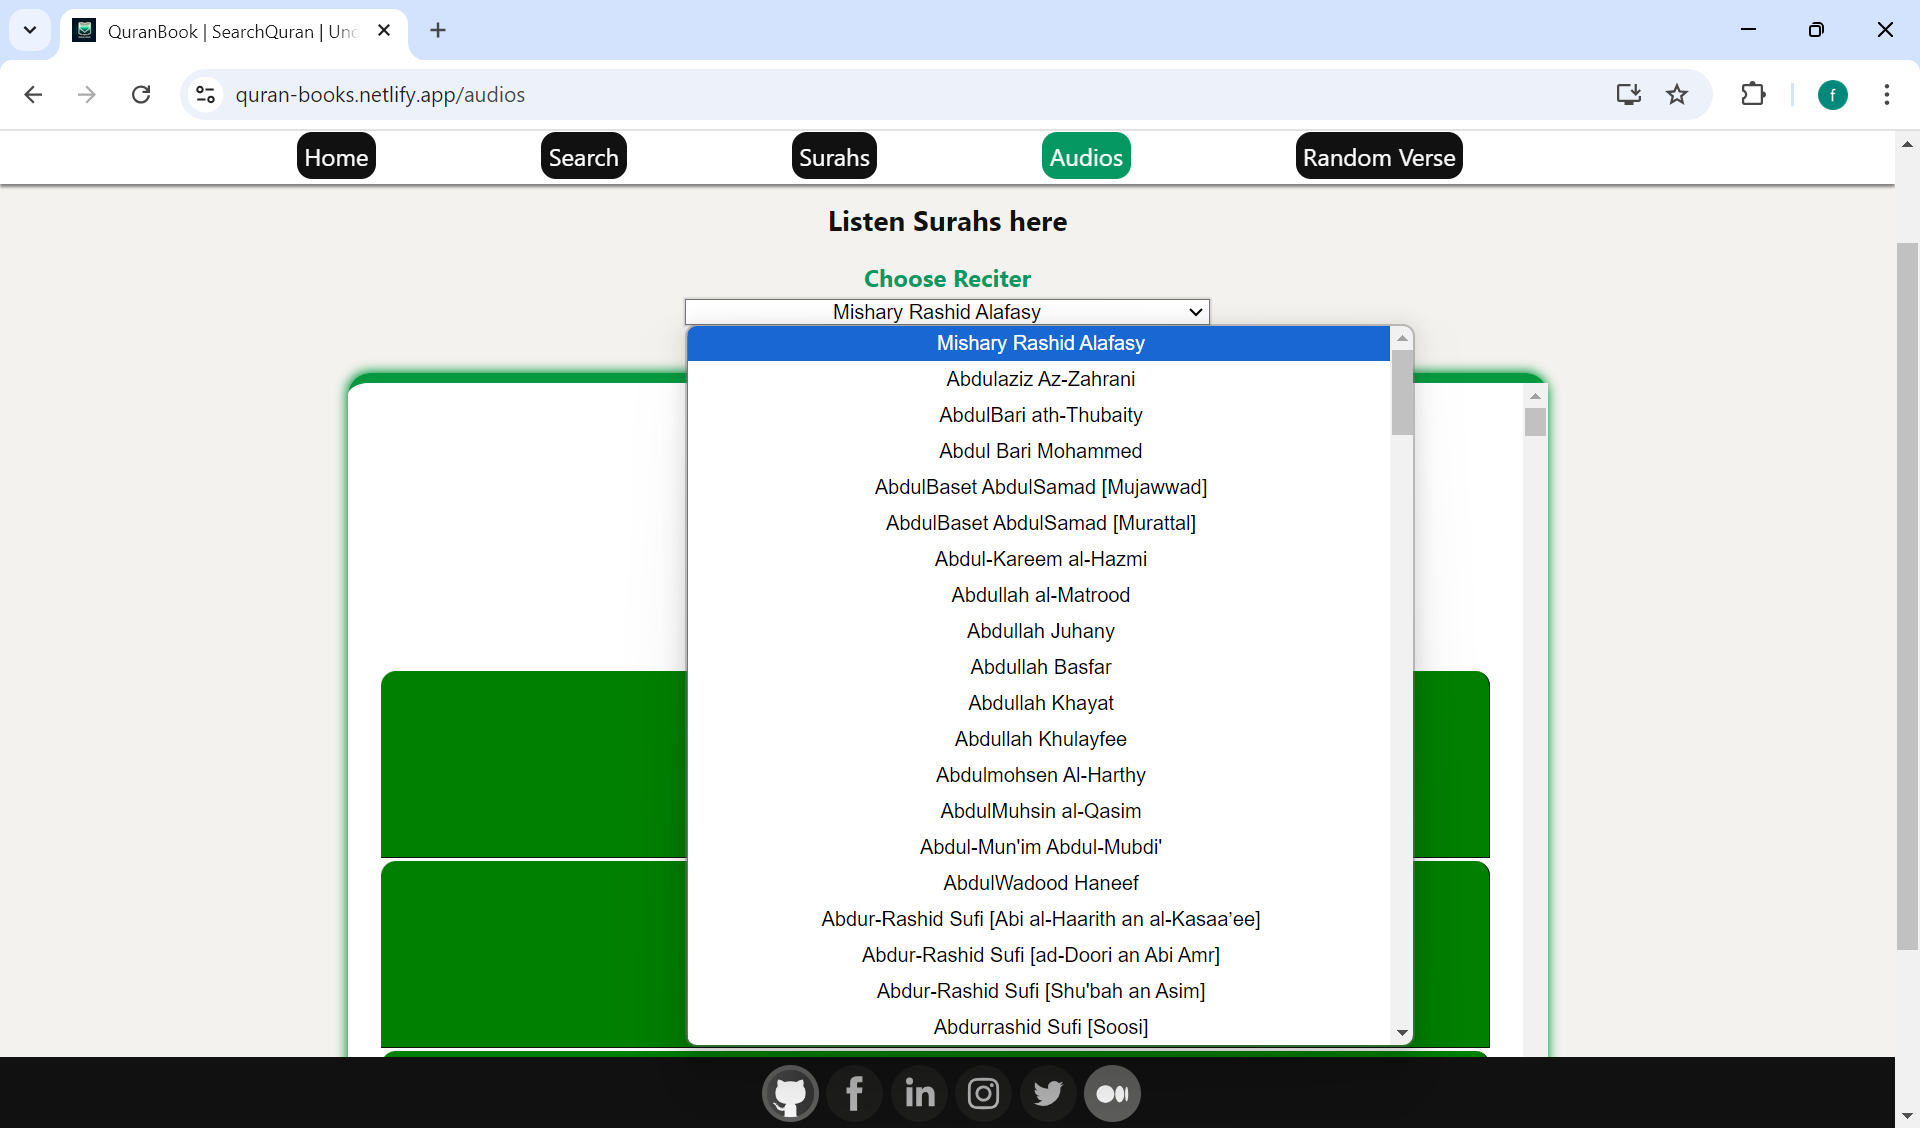 QuranBook | SearchQuran | Und
quran-books.netlify.app/audios
f
Home Search Surahs Audios Random Verse
Listen Surahs here
Choose Reciter
Mishary Rashid Alafasy
Mishary Rashid Alafasy
Abdulaziz Az-Zahrani
AbdulBari ath-Thubaity
Abdul Bari Mohammed
AbdulBaset AbdulSamad [Mujawwad]
AbdulBaset AbdulSamad [Murattal]
Abdul-Kareem al-Hazmi
Abdullah al-Matrood
Abdullah Juhany
Abdullah Basfar
Abdullah Khayat
Abdullah Khulayfee
Abdulmohsen Al-Harthy
AbdulMuhsin al-Qasim
Abdul-Mun'im Abdul-Mubdi'
AbdulWadood Haneef
Abdur-Rashid Sufi [Abi al-Haarith an al-Kasaa’ee]
Abdur-Rashid Sufi [ad-Doori an Abi Amr]
Abdur-Rashid Sufi [Shu'bah an Asim]
Abdurrashid Sufi [Soosi]